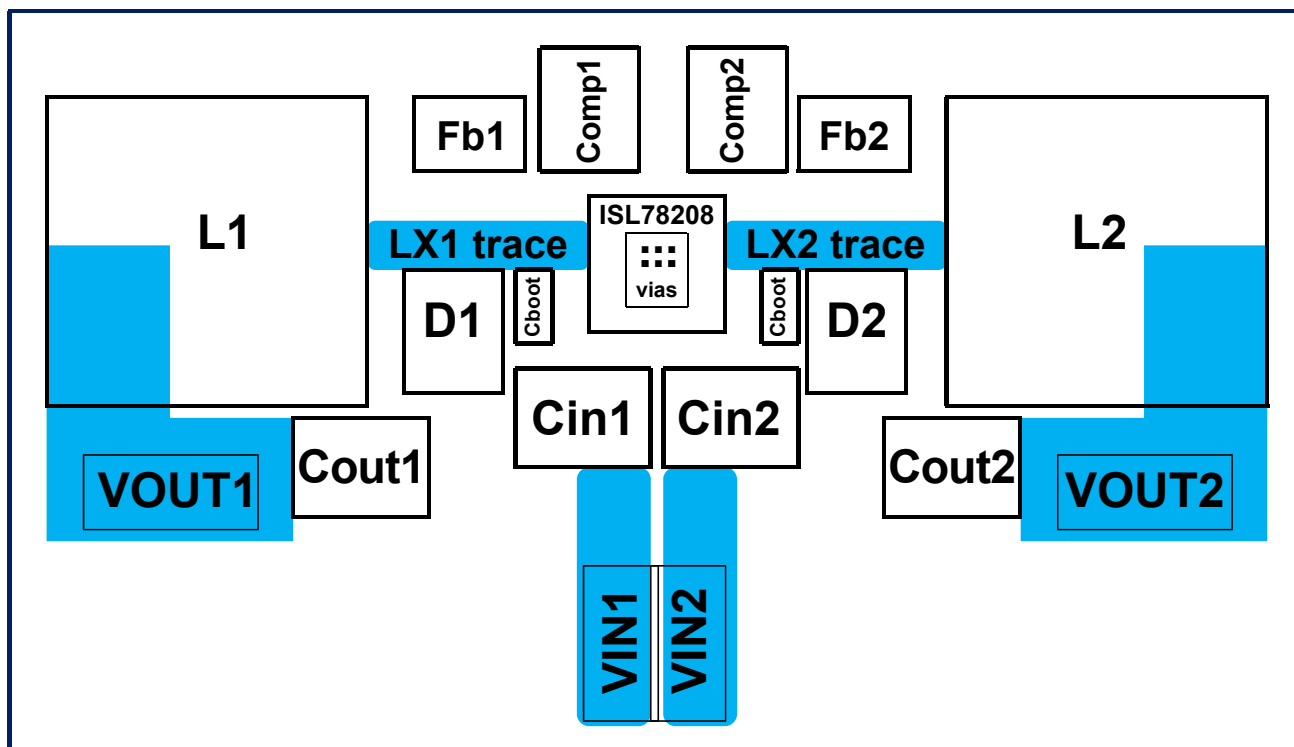 Comp1
Comp2
Fb1
Fb2
ISL78208
L1
LX1 trace
LX2 trace
L2
vias
D1
Cboot
Cboot
D2
Cin1
Cin2
Cout1
Cout2
VOUT1
VOUT2
VIN1
VIN2